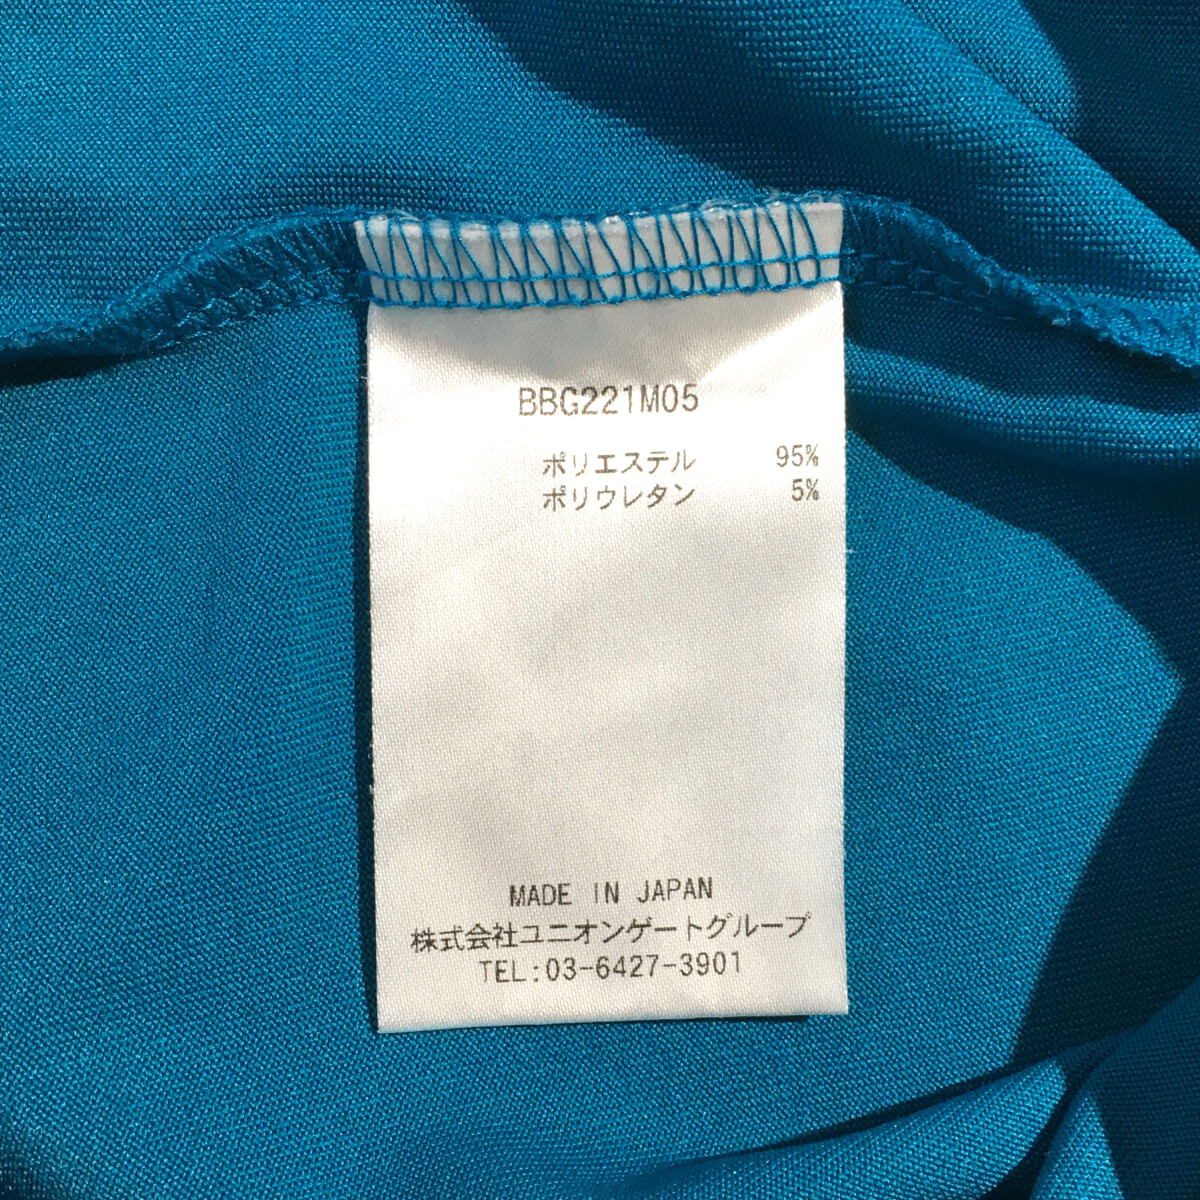 BBG221M05
ポリエステル 95%
ポリウレタン 5%
MADE IN JAPAN
株式会社ユニオンゲートグループ
TEL:03-6427-3901